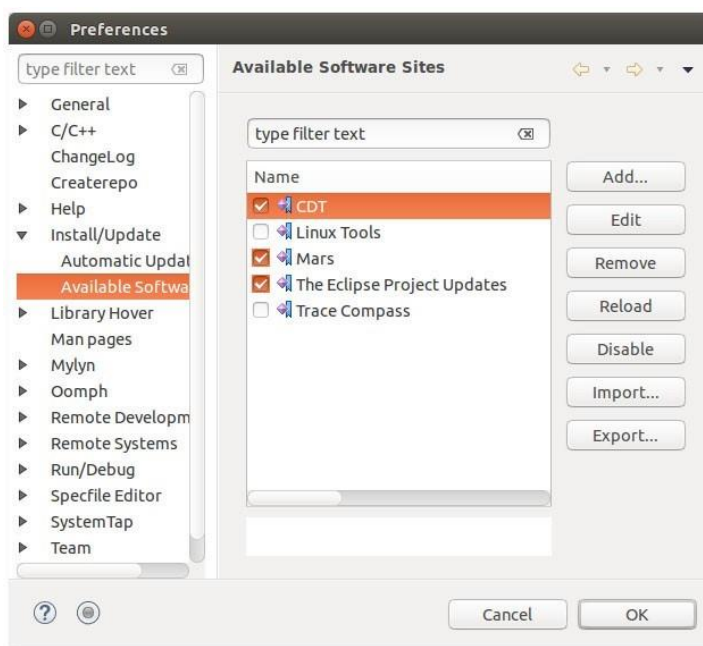 Preferences
type filter text
General
C/C++
ChangeLog
Createrepo
Help
Install/Update
Automatic Updat
Available Softwa
Library Hover
Man pages
Mylyn
Oomph
Remote Developm
Remote Systems
Run/Debug
Specfile Editor
SystemTap
Team
Available Software Sites
type filter text
Name
CDT
Linux Tools
Mars
The Eclipse Project Updates
Trace Compass
Add...
Edit
Remove
Reload
Disable
Import...
Export...
Cancel
OK